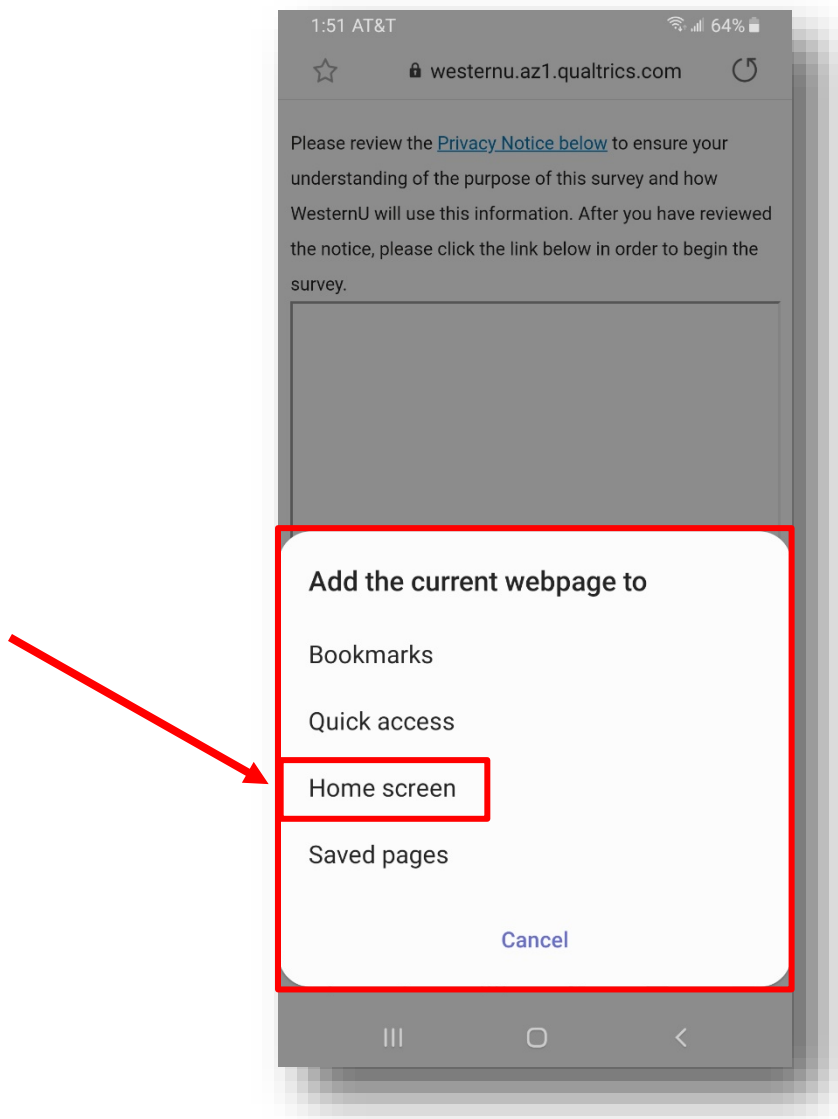 1:51 AT&T 64%
westernu.az1.qualtrics.com
Please review the Privacy Notice below to ensure your
understanding of the purpose of this survey and how
WesternU will use this information. After you have reviewed
the notice, please click the link below in order to begin the
survey.
Add the current webpage to
Bookmarks
Quick access
Home screen
Saved pages
Cancel